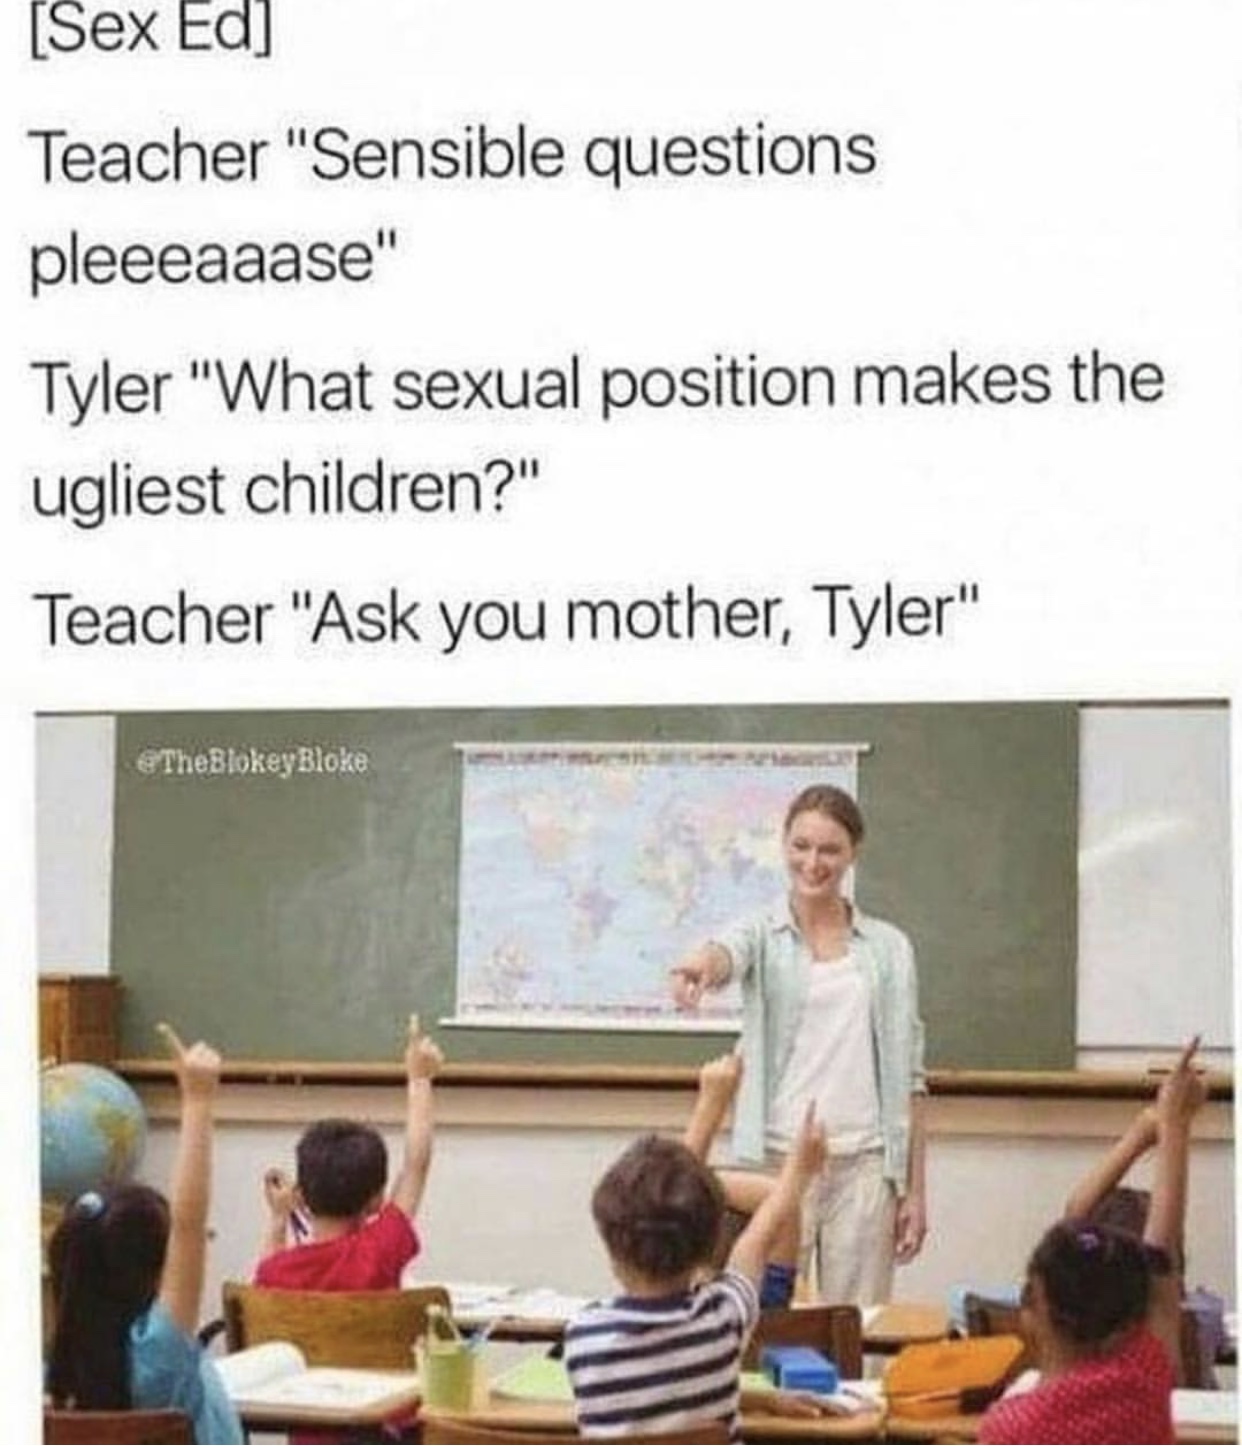 [Sex Ed]
Teacher "Sensible questions
pleeeaaase"
Tyler "What sexual position makes the
ugliest children?"
Teacher "Ask you mother, Tyler"
@TheBlokeyBloke